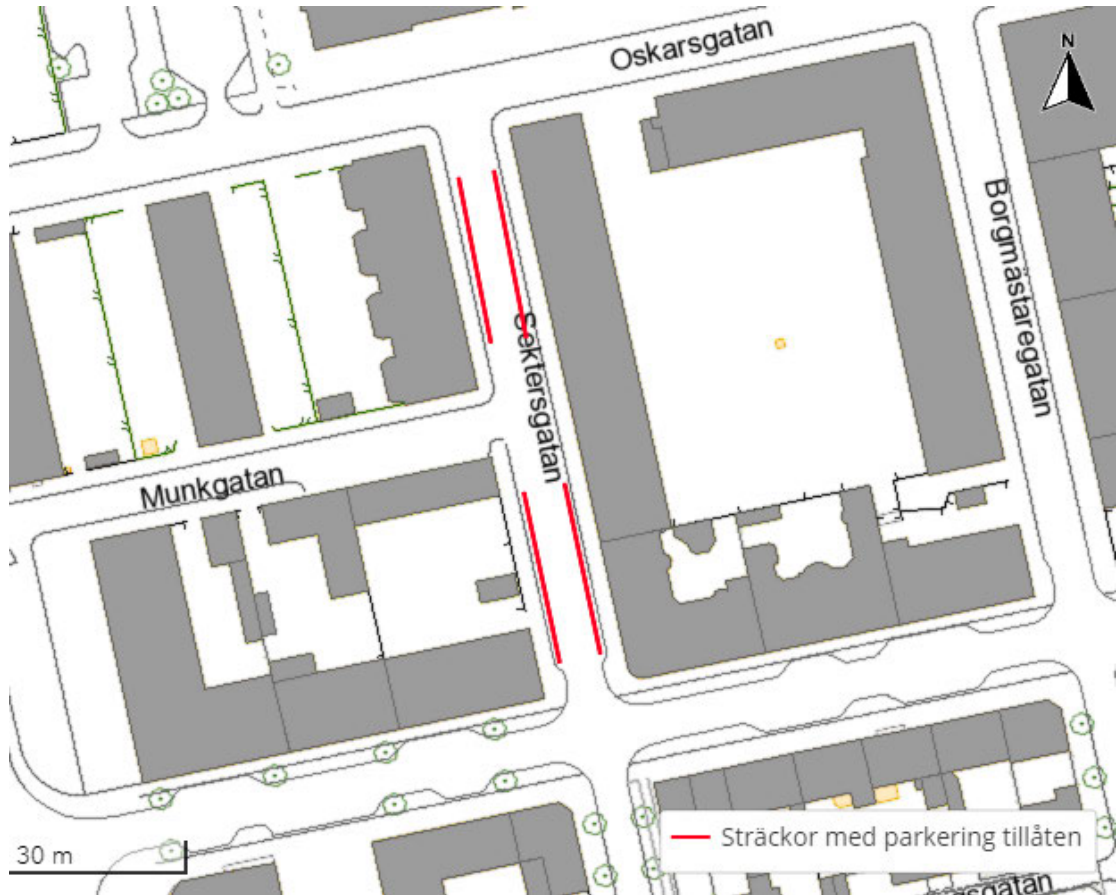 Oskarsgatan
N
Borgmästaregatan
Sektersgatan
Munkgatan
30 m
Sträckor med parkering tillåten